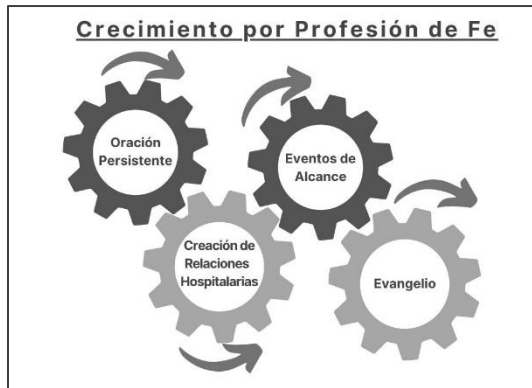 Crecimiento por Profesión de Fe
Oración
Persistente
Eventos de
Alcance
Creación de
Relaciones
Hospitalarias
Evangelio